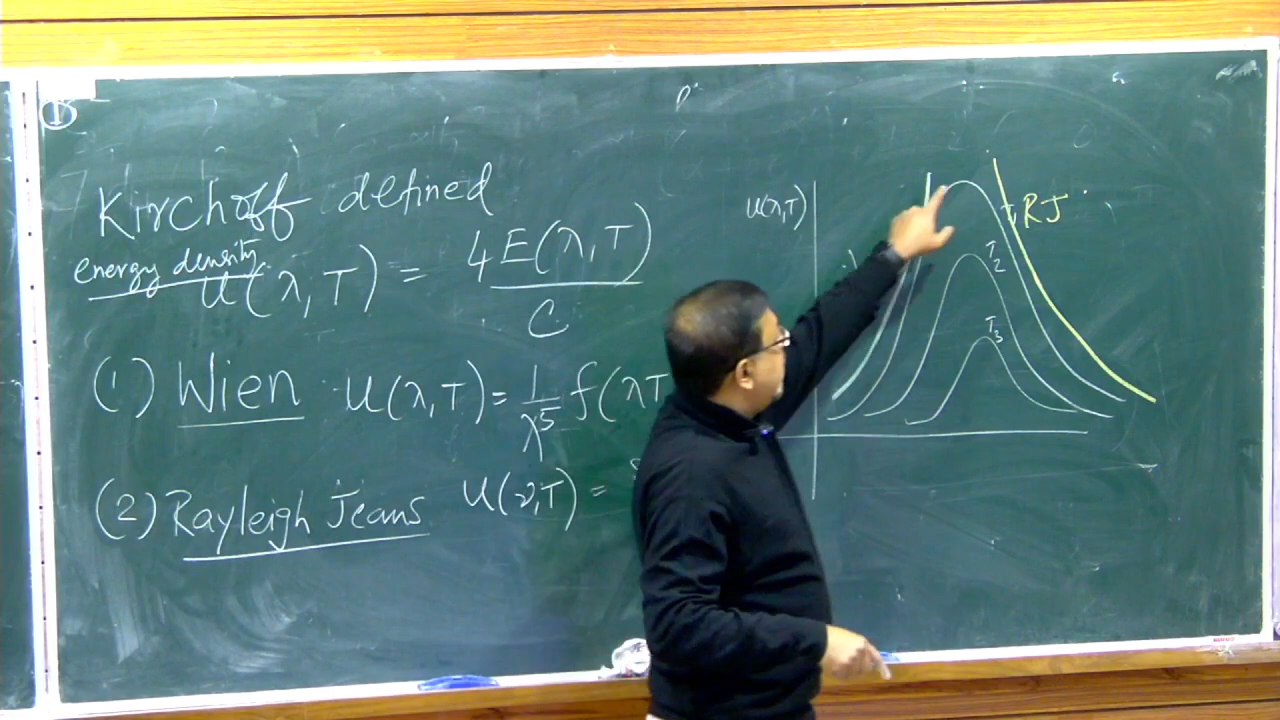 ①
Kirchoff defined
energy density
u(λ,T) = 4E(λ,T) / C
(1) Wien u(λ,T) = 1/λ⁵ f(λT
(2) Rayleigh Jeans u(ν,T) =
u(λ,T)
RJ
T₂
T₃